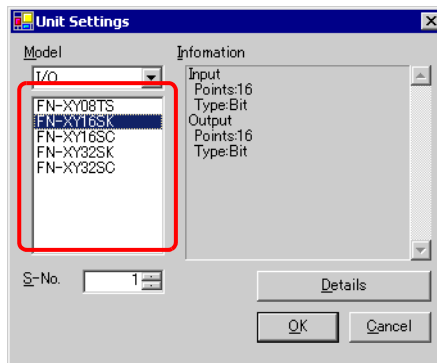 Unit Settings
Model
I/O
FN-XY08TS
FN-XY16SK
FN-XY16SC
FN-XY32SK
FN-XY32SC
Infomation
Input
Points:16
Type:Bit
Output
Points:16
Type:Bit
S-No.
1
Details
OK
Cancel